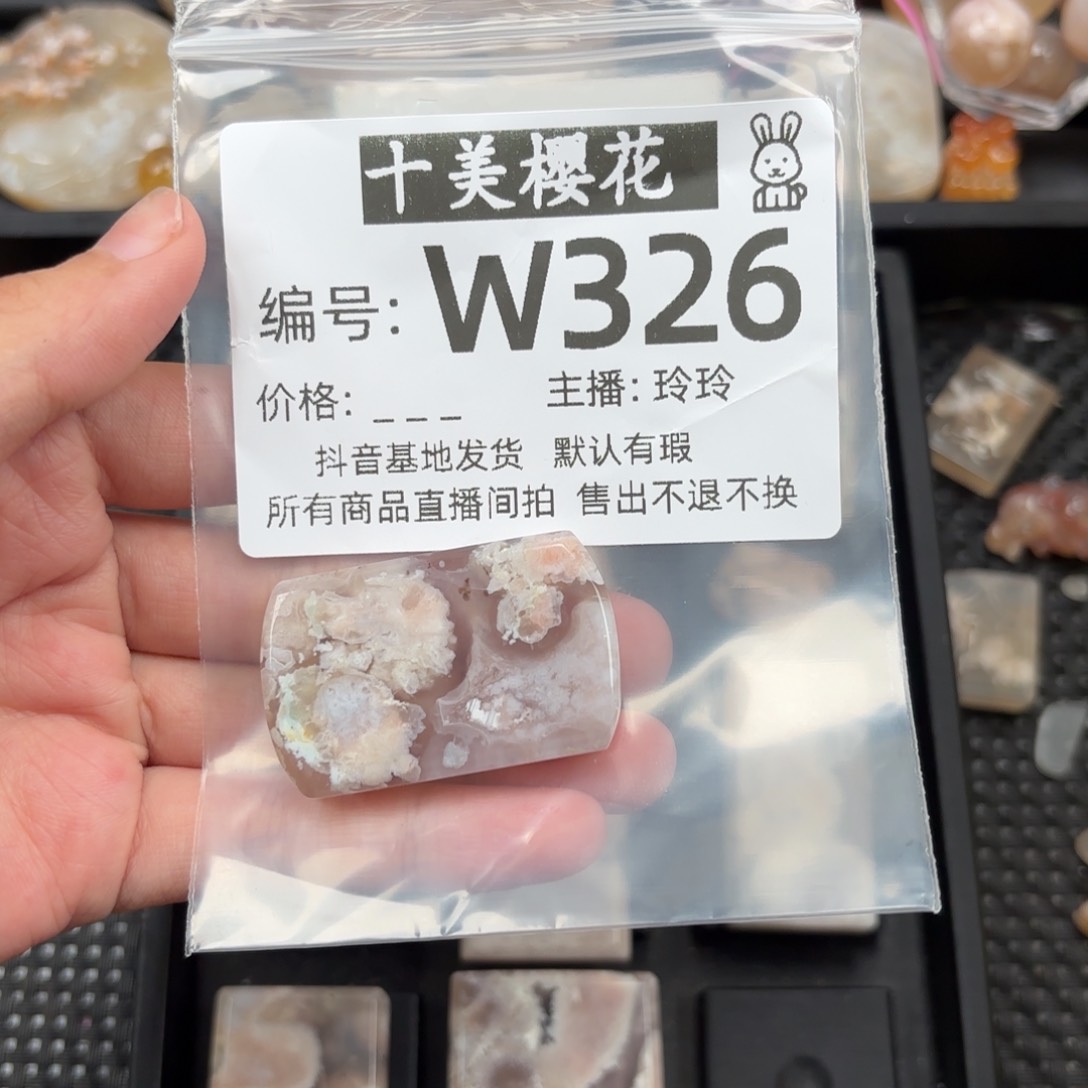 十美樱花
编号: W326
价格: _ _ _ 主播: 玲玲
抖音基地发货 默认有瑕
所有商品直播间拍 售出不退不换